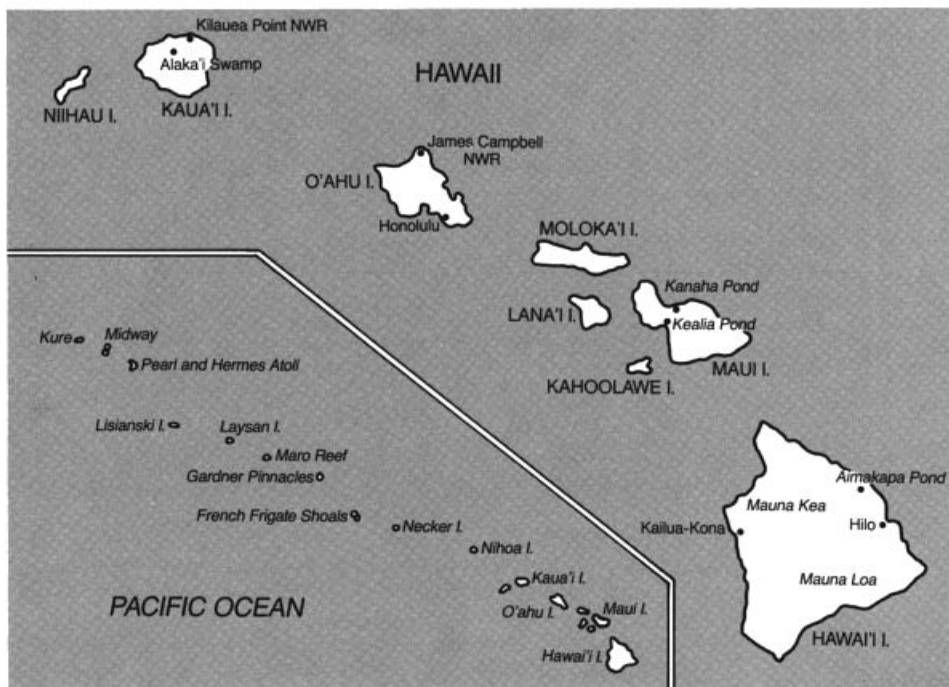 Kilauea Point NWR
Alaka'i Swamp
NIIHAU I.
KAUA'I I.
HAWAII
James Campbell
NWR
O'AHU I.
Honolulu
MOLOKA'I I.
Kanaha Pond
LANA'I I.
Kealia Pond
KAHOOLAWE I.
MAUI I.
Kure
Midway
Pearl and Hermes Atoll
Lisianski I.
Laysan I.
Maro Reef
Gardner Pinnacles
French Frigate Shoals
Necker I.
Nihoa I.
Kaua'i I.
O'ahu I.
Maui I.
Hawai'i I.
PACIFIC OCEAN
Aimakapa Pond
Mauna Kea
Kailua-Kona
Hilo
Mauna Loa
HAWAI'I I.